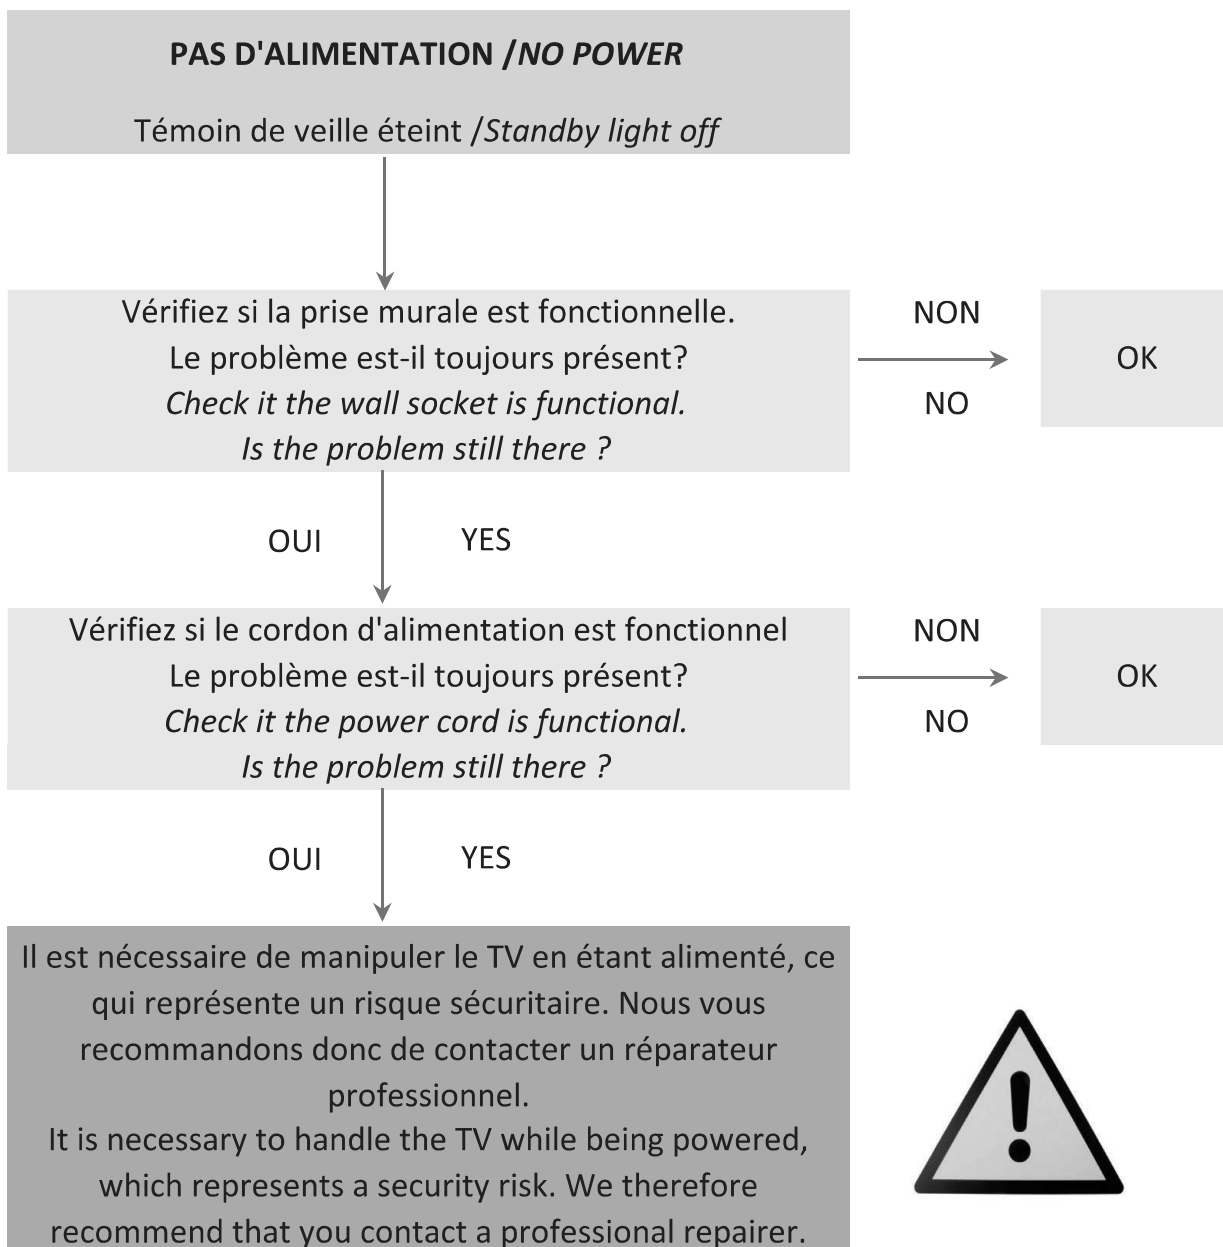 PAS D'ALIMENTATION /NO POWER
Témoin de veille éteint /Standby light off
Vérifiez si la prise murale est fonctionnelle.
Le problème est-il toujours présent?
Check it the wall socket is functional.
Is the problem still there ?
NON
NO
OK
OUI
YES
Vérifiez si le cordon d'alimentation est fonctionnel
Le problème est-il toujours présent?
Check it the power cord is functional.
Is the problem still there ?
NON
NO
OK
OUI
YES
Il est nécessaire de manipuler le TV en étant alimenté, ce
qui représente un risque sécuritaire. Nous vous
recommandons donc de contacter un réparateur
professionnel.
It is necessary to handle the TV while being powered,
which represents a security risk. We therefore
recommend that you contact a professional repairer.